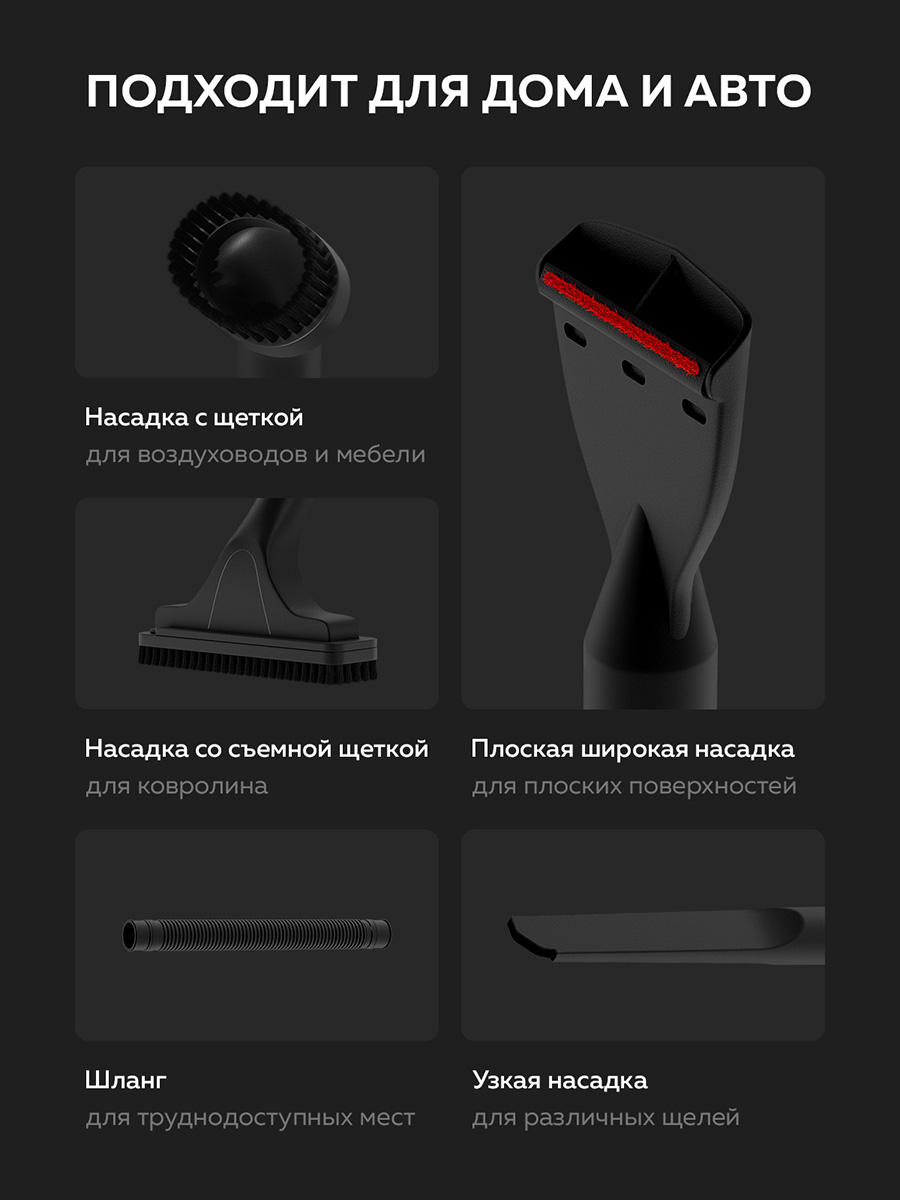 ПОДХОДИТ ДЛЯ ДОМА И АВТО
Насадка с щеткой
для воздуховодов и мебели
Насадка со съемной щеткой
для ковролина
Плоская широкая насадка
для плоских поверхностей
Шланг
для труднодоступных мест
Узкая насадка
для различных щелей